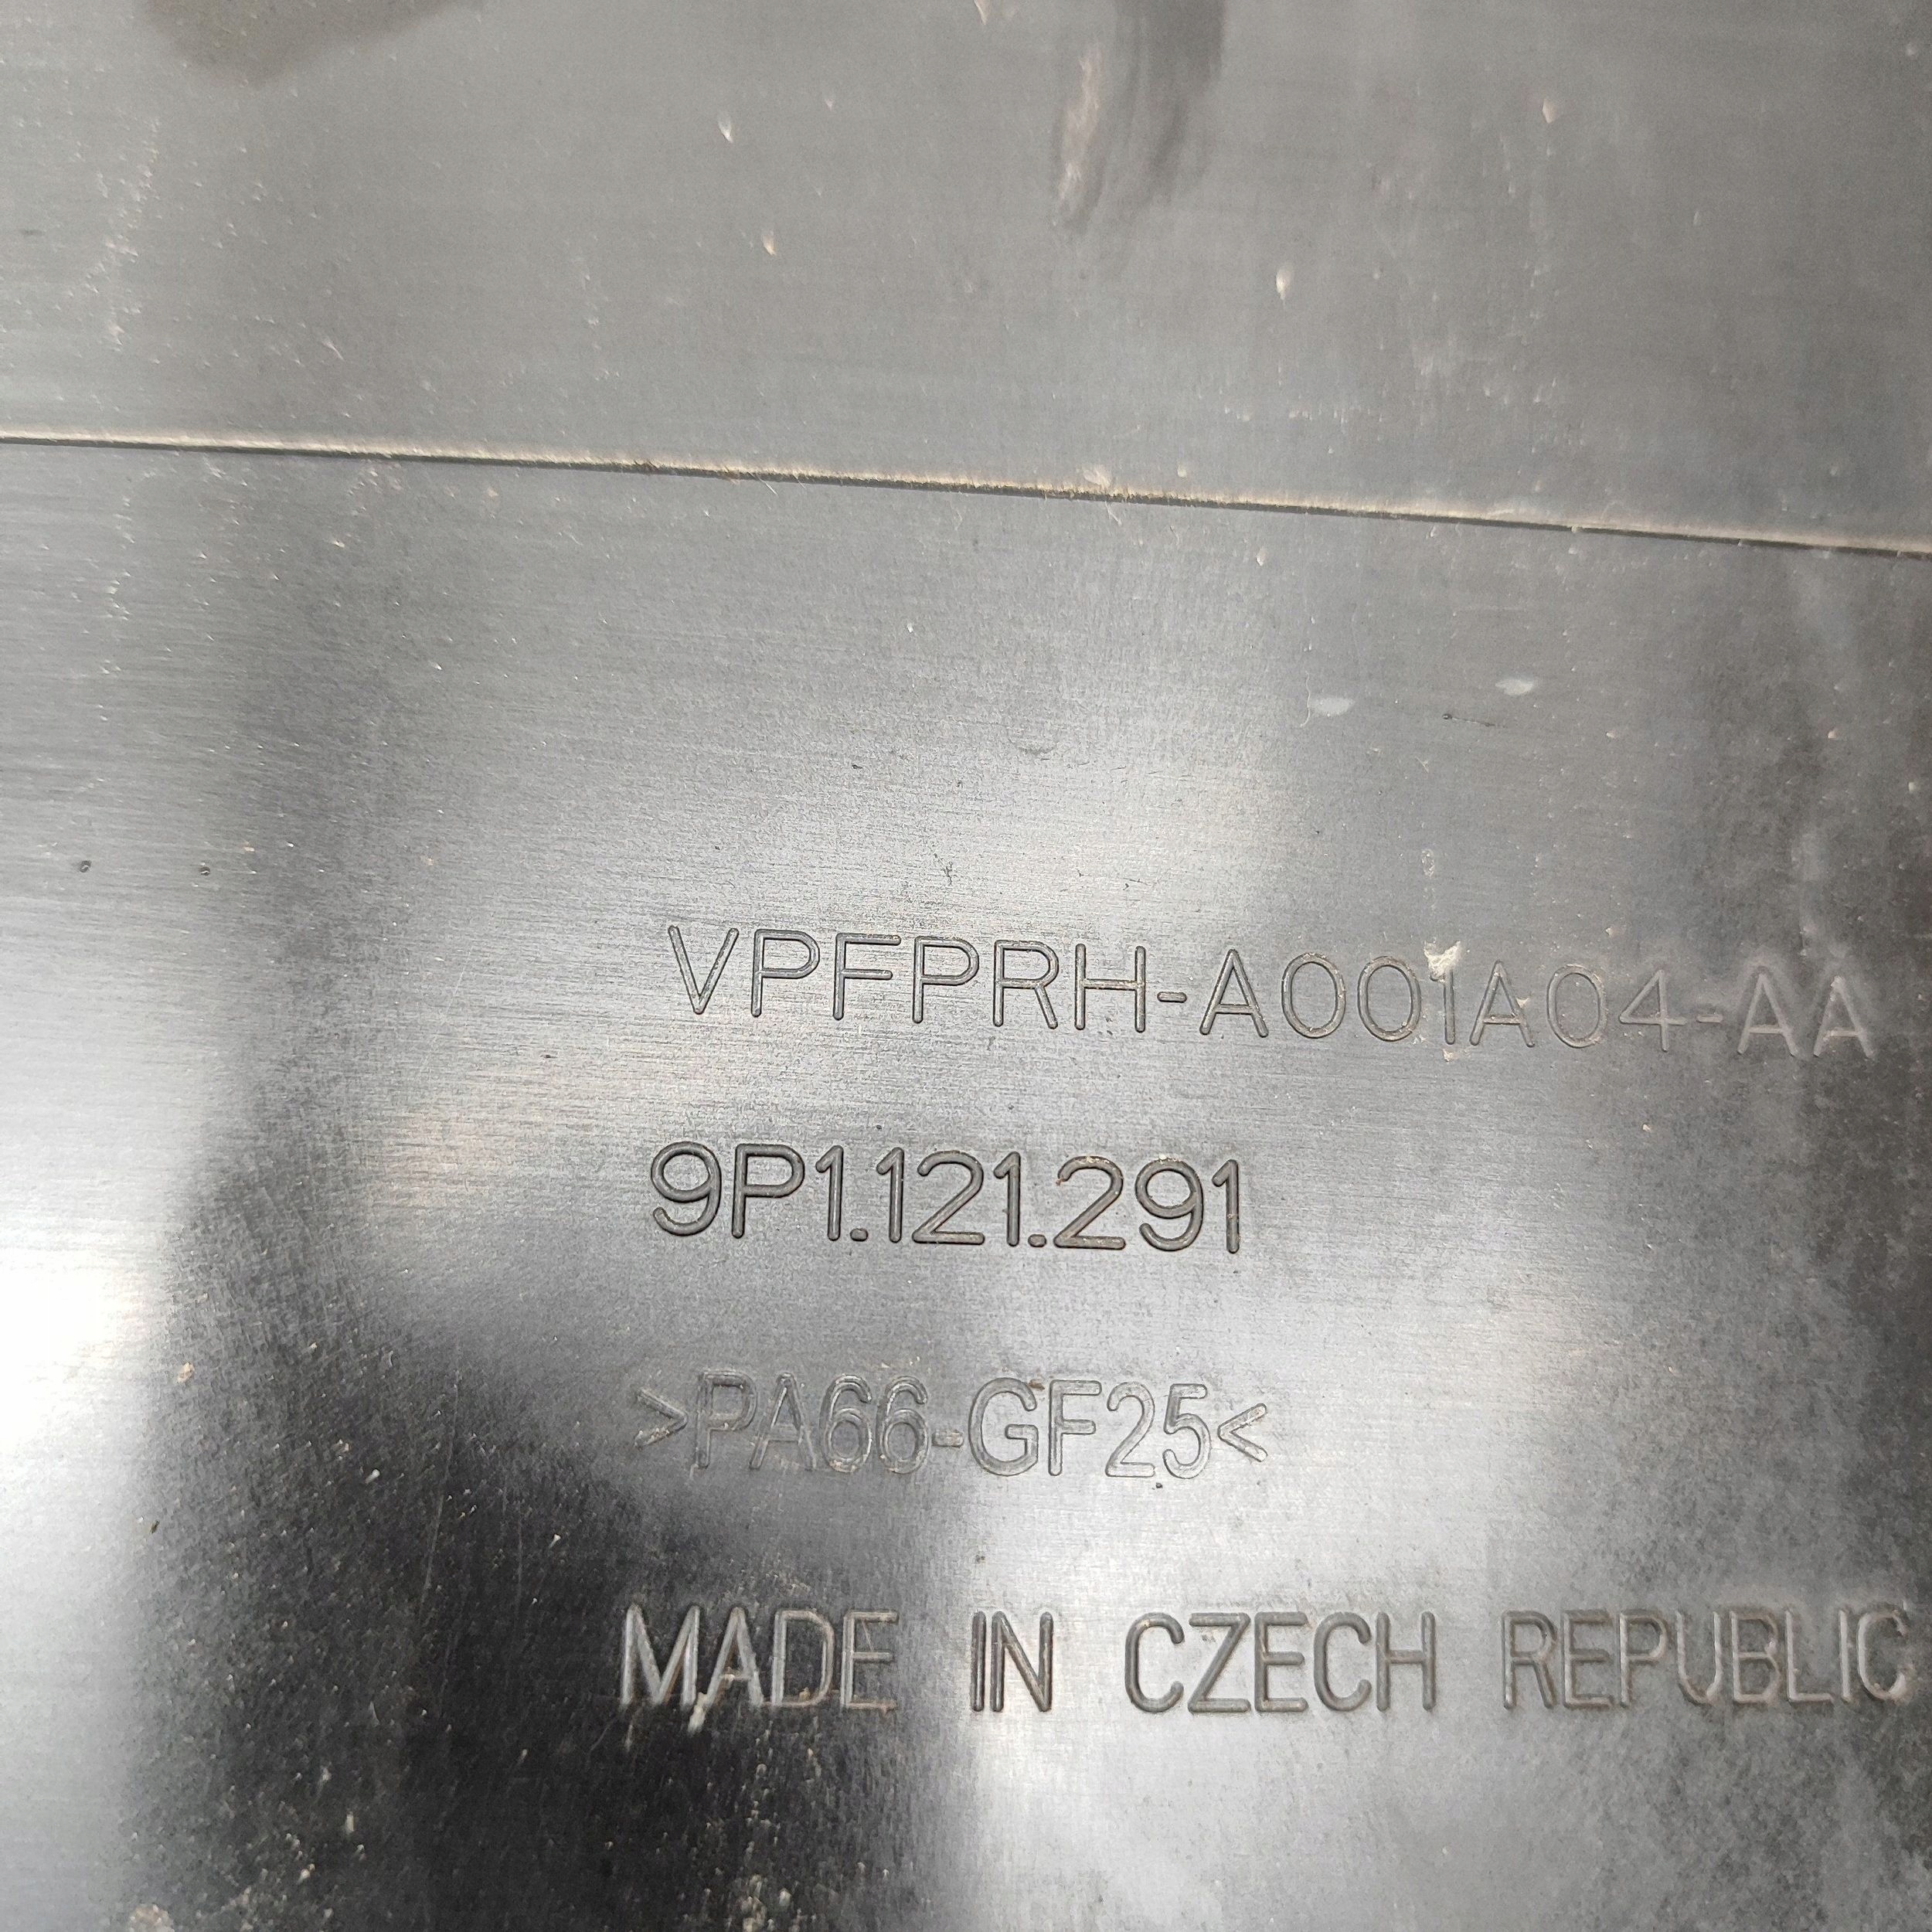 VPFPRH-A001A04-AA
9P1.121.291
>PA66-GF25<
MADE IN CZECH REPUBLIC